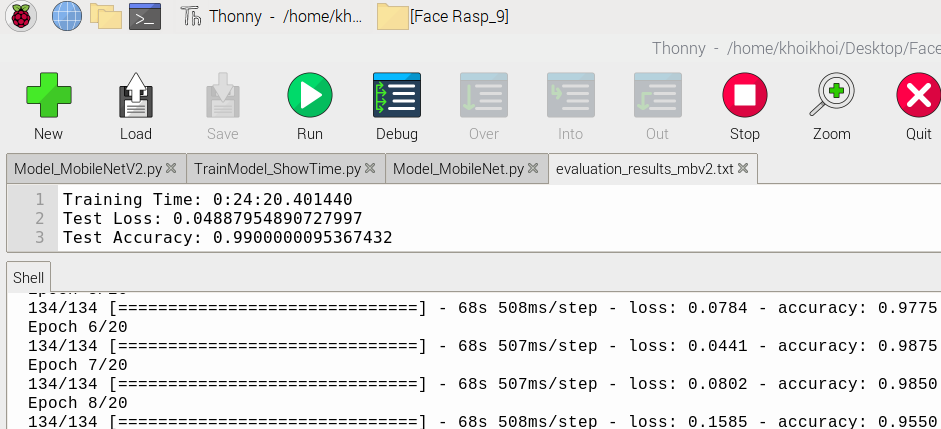 Thonny - /home/kh...
[Face Rasp_9]
Thonny - /home/khoikhoi/Desktop/Face
New
Load
Save
Run
Debug
Over
Into
Out
Stop
Zoom
Quit
Model_MobileNetV2.py
TrainModel_ShowTime.py
Model_MobileNet.py
evaluation_results_mbv2.txt
1 Training Time: 0:24:20.401440
2 Test Loss: 0.04887954890727997
3 Test Accuracy: 0.9900000095367432
Shell
134/134 [==============================] - 68s 508ms/step - loss: 0.0784 - accuracy: 0.9775
Epoch 6/20
134/134 [==============================] - 68s 507ms/step - loss: 0.0441 - accuracy: 0.9875
Epoch 7/20
134/134 [==============================] - 68s 507ms/step - loss: 0.0802 - accuracy: 0.9850
Epoch 8/20
134/134 [==============================] - 68s 508ms/step - loss: 0.1585 - accuracy: 0.9550